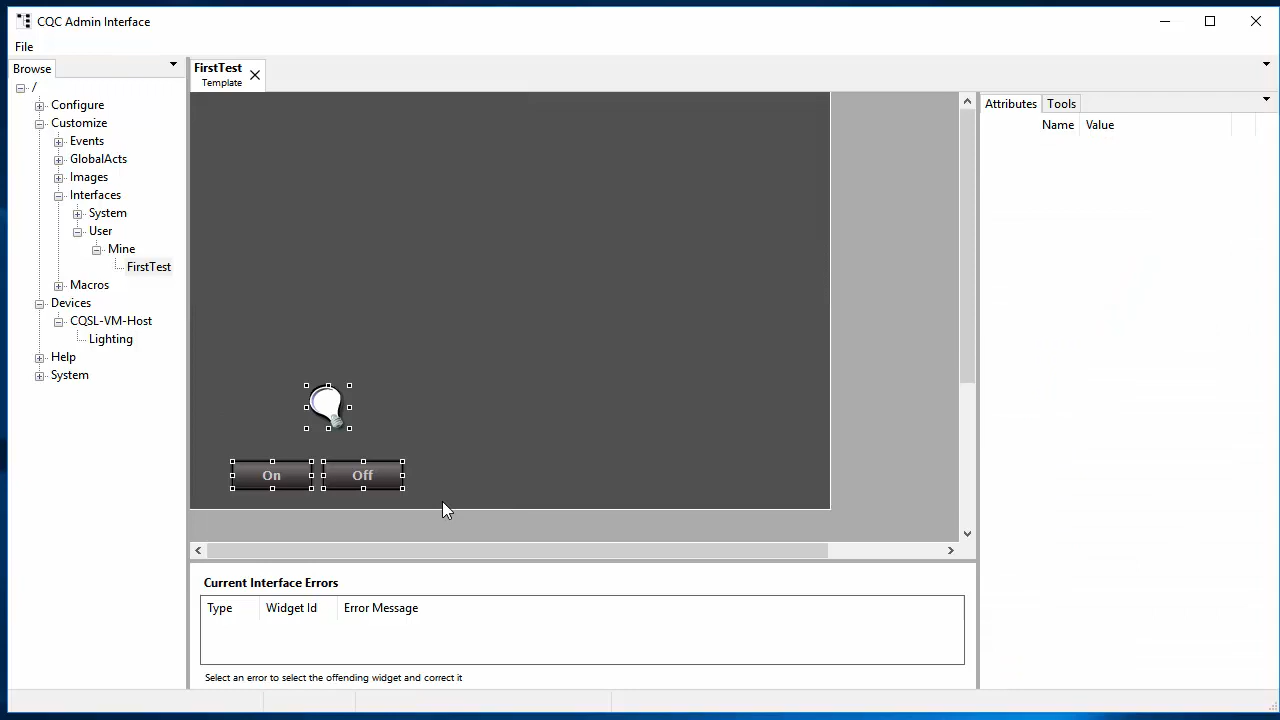 CQC Admin Interface
File
Browse
/
Configure
Customize
Events
GlobalActs
Images
Interfaces
System
User
Mine
FirstTest
Macros
Devices
CQSL-VM-Host
Lighting
Help
System
FirstTest
Template
On Off
Current Interface Errors
Type Widget Id Error Message
Select an error to select the offending widget and correct it
Attributes Tools
Name Value